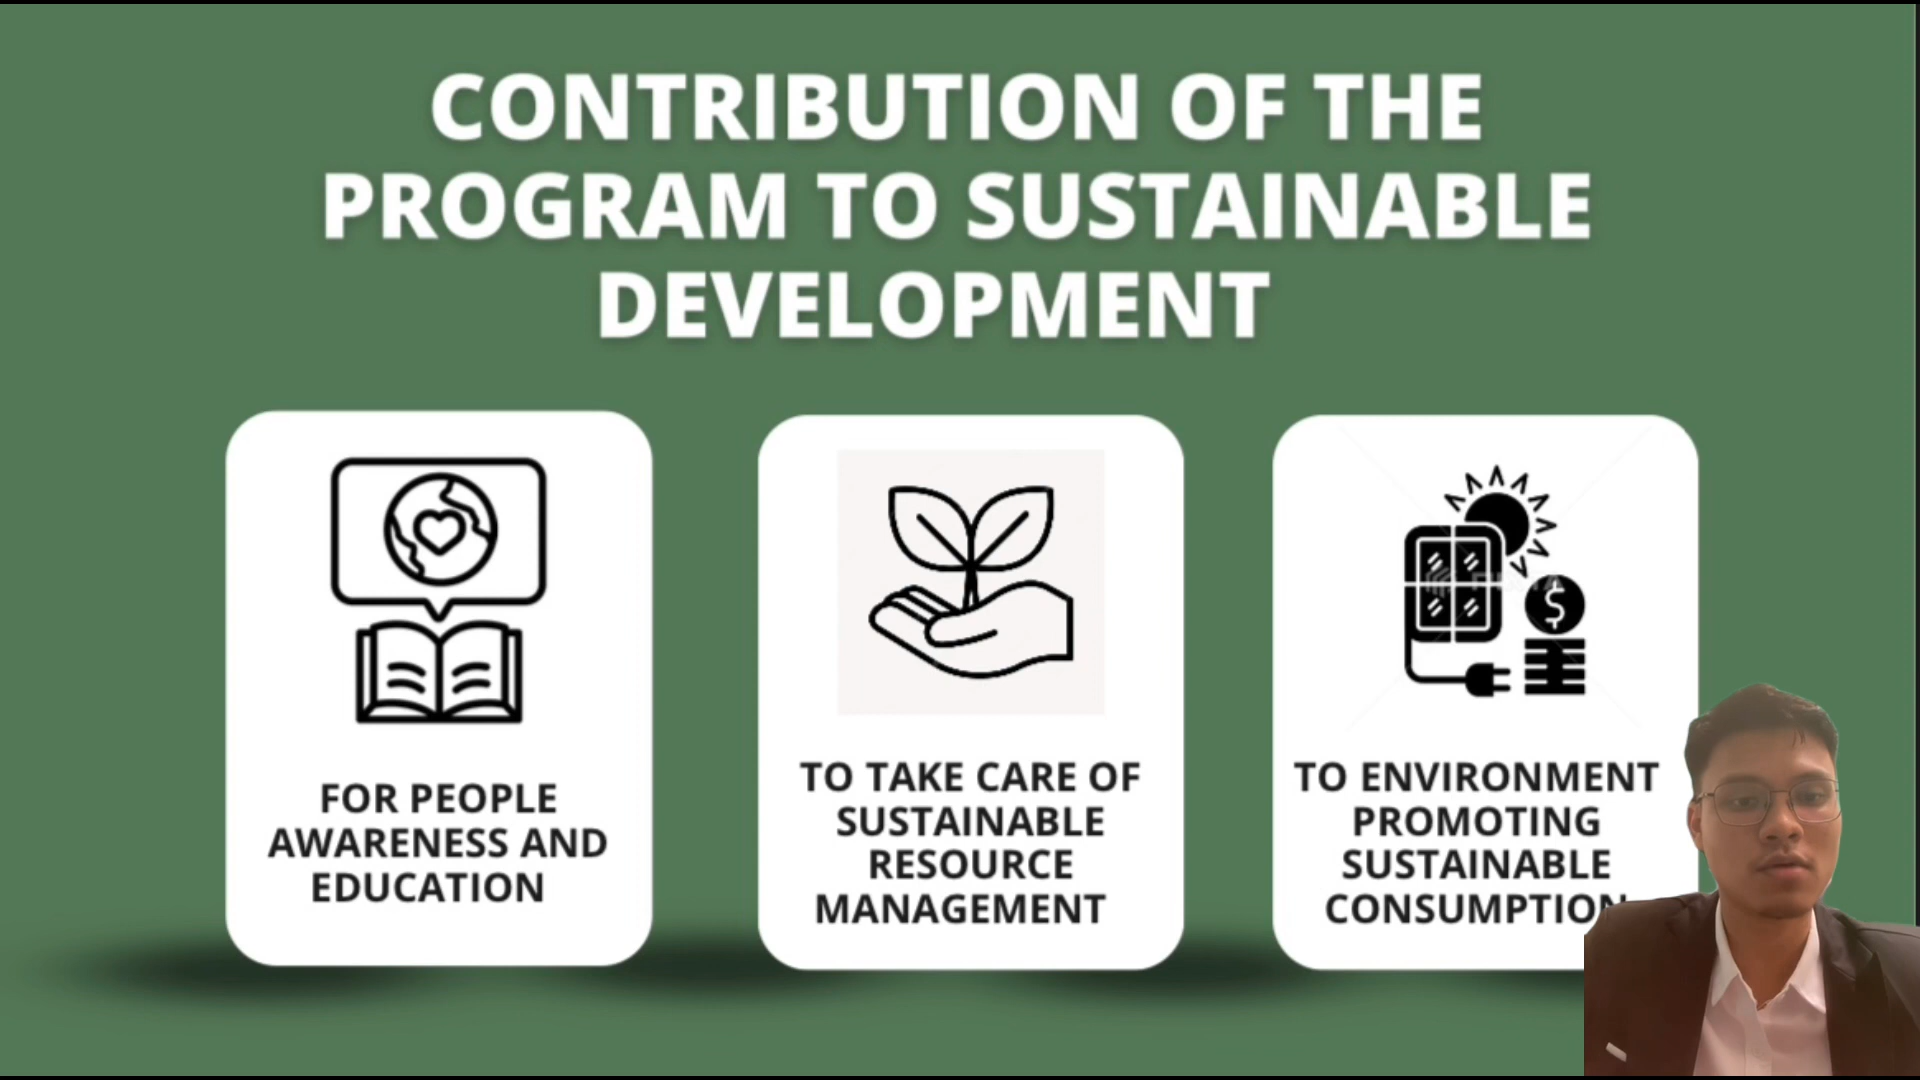 CONTRIBUTION OF THE
PROGRAM TO SUSTAINABLE
DEVELOPMENT
FOR PEOPLE
AWARENESS AND
EDUCATION
TO TAKE CARE OF
SUSTAINABLE
RESOURCE
MANAGEMENT
TO ENVIRONMENT
PROMOTING
SUSTAINABLE
CONSUMPTION
$